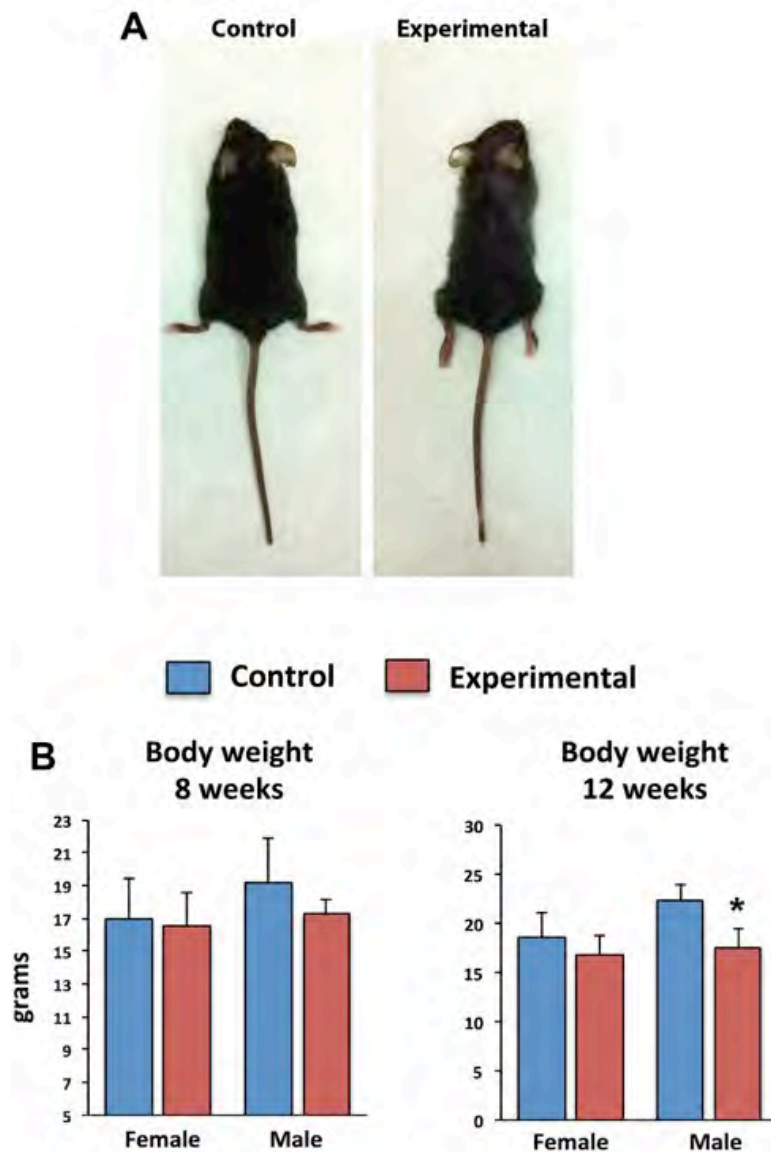 A
Control
Experimental
Control
Experimental
B
Body weight
8 weeks
23
21
19
17
15
13
11
9
7
5
grams
Female
Male
Body weight
12 weeks
30
25
20
15
10
5
0
*
Female
Male